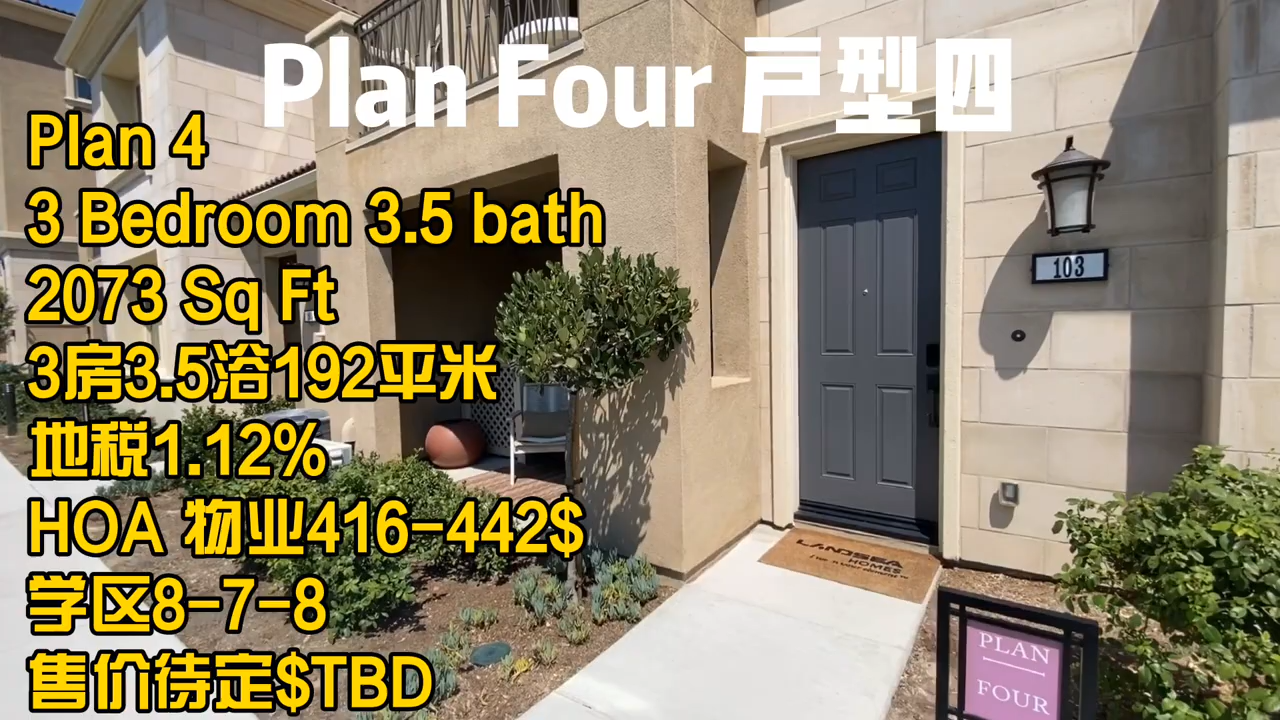 Plan Four 户型四
Plan 4
3 Bedroom 3.5 bath
2073 Sq Ft
3房3.5浴192平米
地税1.12%
HOA 物业416-442$
学区8-7-8
售价待定$TBD
103
LANDSEA
HOMES
PLAN
FOUR